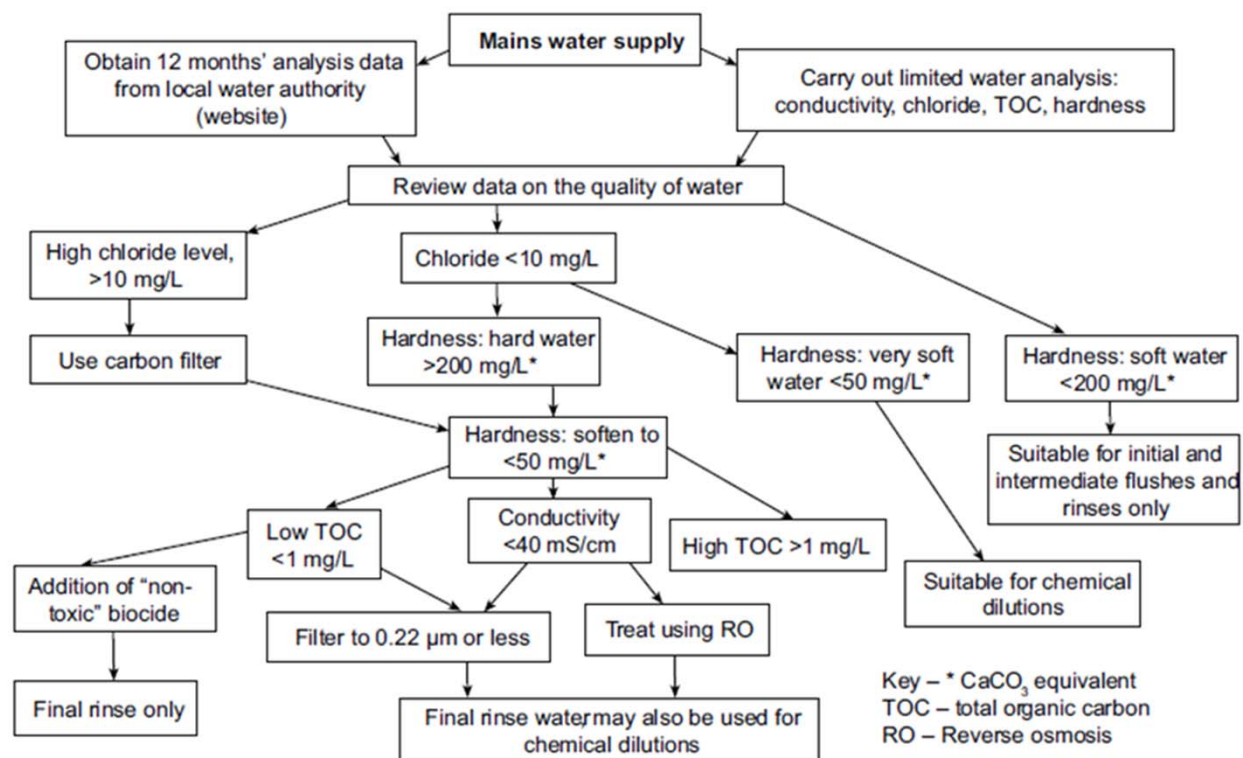 Mains water supply
Obtain 12 months’ analysis data
from local water authority
(website)
Carry out limited water analysis:
conductivity, chloride, TOC, hardness
Review data on the quality of water
High chloride level,
>10 mg/L
Chloride <10 mg/L
Use carbon filter
Hardness: hard water
>200 mg/L*
Hardness: very soft
water <50 mg/L*
Hardness: soft water
<200 mg/L*
Hardness: soften to
<50 mg/L*
Suitable for initial and
intermediate flushes and
rinses only
Low TOC
<1 mg/L
Conductivity
<40 mS/cm
High TOC >1 mg/L
Addition of “non-
toxic” biocide
Suitable for chemical
dilutions
Filter to 0.22 µm or less
Treat using RO
Final rinse only
Final rinse water,may also be used for
chemical dilutions
Key – * CaCO₃ equivalent
TOC – total organic carbon
RO – Reverse osmosis